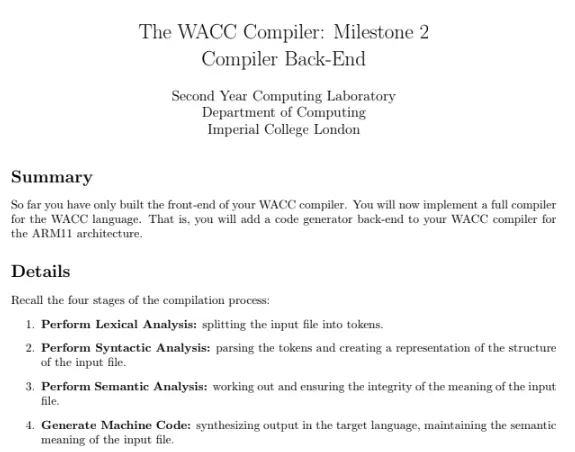 The WACC Compiler: Milestone 2
Compiler Back-End
Second Year Computing Laboratory
Department of Computing
Imperial College London
Summary
So far you have only built the front-end of your WACC compiler. You will now implement a full compiler
for the WACC language. That is, you will add a code generator back-end to your WACC compiler for
the ARM11 architecture.
Details
Recall the four stages of the compilation process:
1. Perform Lexical Analysis: splitting the input file into tokens.
2. Perform Syntactic Analysis: parsing the tokens and creating a representation of the structure
of the input file.
3. Perform Semantic Analysis: working out and ensuring the integrity of the meaning of the input
file.
4. Generate Machine Code: synthesizing output in the target language, maintaining the semantic
meaning of the input file.